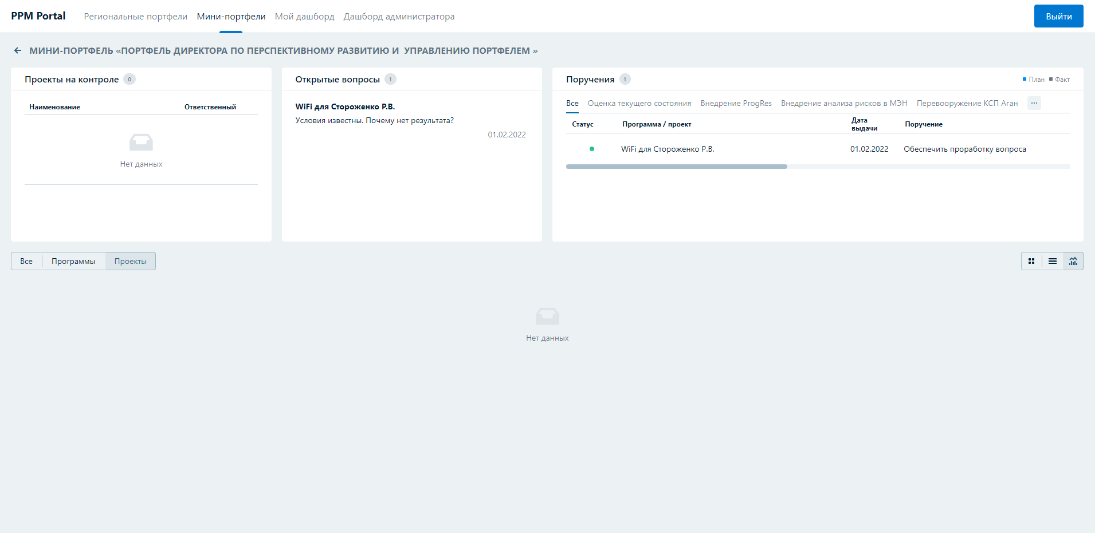 PPM Portal
Региональные портфели Мини-портфели Мой дашборд Дашборд администратора
Выйти
МИНИ-ПОРТФЕЛЬ «ПОРТФЕЛЬ ДИРЕКТОРА ПО ПЕРСПЕКТИВНОМУ РАЗВИТИЮ И УПРАВЛЕНИЮ ПОРТФЕЛЕМ »
Проекты на контроле 0
Наименование Ответственный
Нет данных
Открытые вопросы 1
WiFi для Стороженко Р.В.
Условия известны. Почему нет результата?
01.02.2022
Поручения 1
План Факт
Все Оценка текущего состояния Внедрение ProgRes Внедрение анализа рисков в МЭН Перевооружение КСП Аган ...
Статус Программа / проект Дата выдачи Поручение
WiFi для Стороженко Р.В. 01.02.2022 Обеспечить проработку вопроса
Все Программы Проекты
Нет данных